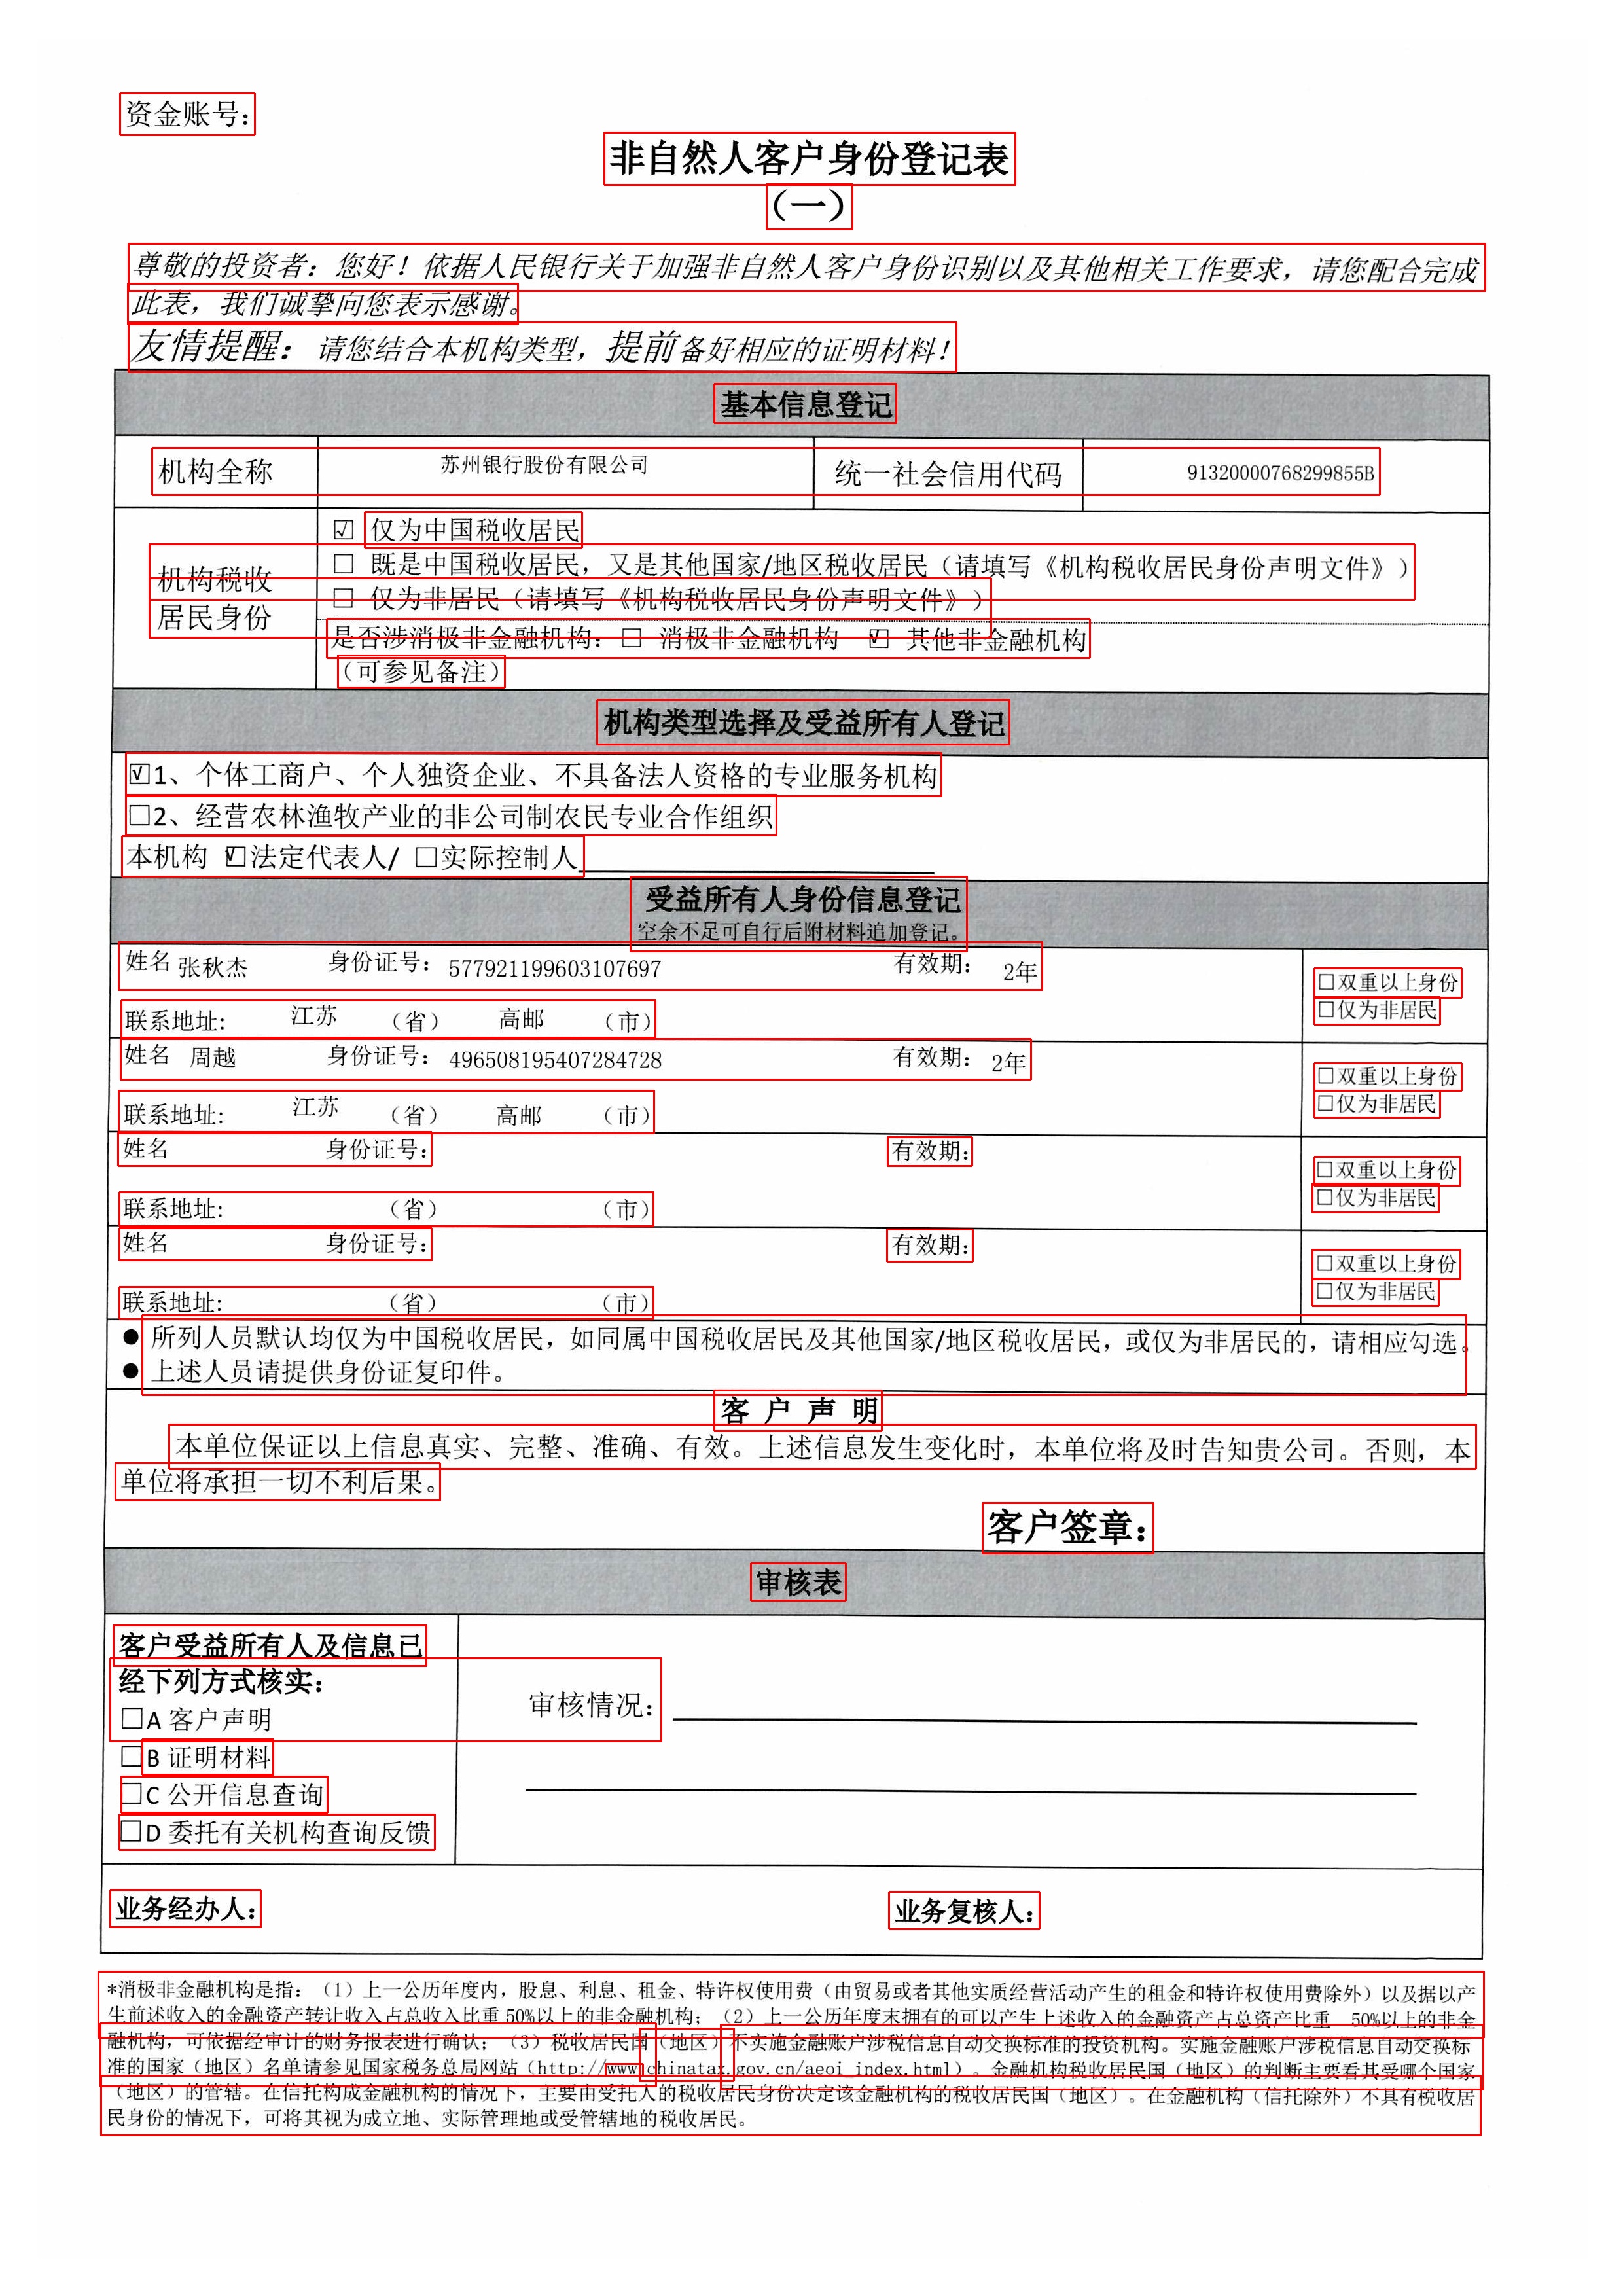 资金账号：
非自然人客户身份登记表
（一）
尊敬的投资者：您好！依据人民银行关于加强非自然人客户身份识别以及其他相关工作要求，请您配合完成
此表，我们诚挚向您表示感谢。
友情提醒：请您结合本机构类型，提前备好相应的证明材料！
基本信息登记
机构全称 苏州银行股份有限公司 统一社会信用代码 91320000768299855B
机构税收
居民身份
☑ 仅为中国税收居民
□ 既是中国税收居民，又是其他国家/地区税收居民（请填写《机构税收居民身份声明文件》）
□ 仅为非居民（请填写《机构税收居民身份声明文件》）
是否涉消极非金融机构：□ 消极非金融机构 ☑ 其他非金融机构
（可参见备注）
机构类型选择及受益所有人登记
☑1、个体工商户、个人独资企业、不具备法人资格的专业服务机构
□2、经营农林渔牧产业的非公司制农民专业合作组织
本机构 ☑法定代表人/ □实际控制人
受益所有人身份信息登记
空余不足可自行后附材料追加登记。
姓名 张秋杰 身份证号：577921199603107697 有效期： 2年
□双重以上身份
联系地址: 江苏 （省） 高邮 （市）
□仅为非居民
姓名 周越 身份证号：496508195407284728 有效期： 2年
□双重以上身份
联系地址: 江苏 （省） 高邮 （市）
□仅为非居民
姓名 身份证号： 有效期：
□双重以上身份
联系地址: （省） （市）
□仅为非居民
姓名 身份证号： 有效期：
□双重以上身份
联系地址: （省） （市）
□仅为非居民
● 所列人员默认均仅为中国税收居民，如同属中国税收居民及其他国家/地区税收居民，或仅为非居民的，请相应勾选。
● 上述人员请提供身份证复印件。
客 户 声 明
本单位保证以上信息真实、完整、准确、有效。上述信息发生变化时，本单位将及时告知贵公司。否则，本
单位将承担一切不利后果。
客户签章：
审核表
客户受益所有人及信息已
经下列方式核实：
□A 客户声明
□B 证明材料
□C 公开信息查询
□D 委托有关机构查询反馈
审核情况：
业务经办人： 业务复核人：
*消极非金融机构是指：（1）上一公历年度内，股息、利息、租金、特许权使用费（由贸易或者其他实质经营活动产生的租金和特许权使用费除外）以及据以产
生前述收入的金融资产转让收入占总收入比重 50%以上的非金融机构；（2）上一公历年度末拥有的可以产生上述收入的金融资产占总资产比重 50%以上的非金
融机构，可依据经审计的财务报表进行确认；（3）税收居民国（地区）不实施金融账户涉税信息自动交换标准的投资机构。实施金融账户涉税信息自动交换标
准的国家（地区）名单请参见国家税务总局网站（http://www.chinatax.gov.cn/aeoi_index.html）。金融机构税收居民国（地区）的判断主要看其受哪个国家
（地区）的管辖。在信托构成金融机构的情况下，主要由受托人的税收居民身份决定该金融机构的税收居民国（地区）。在金融机构（信托除外）不具有税收居
民身份的情况下，可将其视为成立地、实际管理地或受管辖地的税收居民。